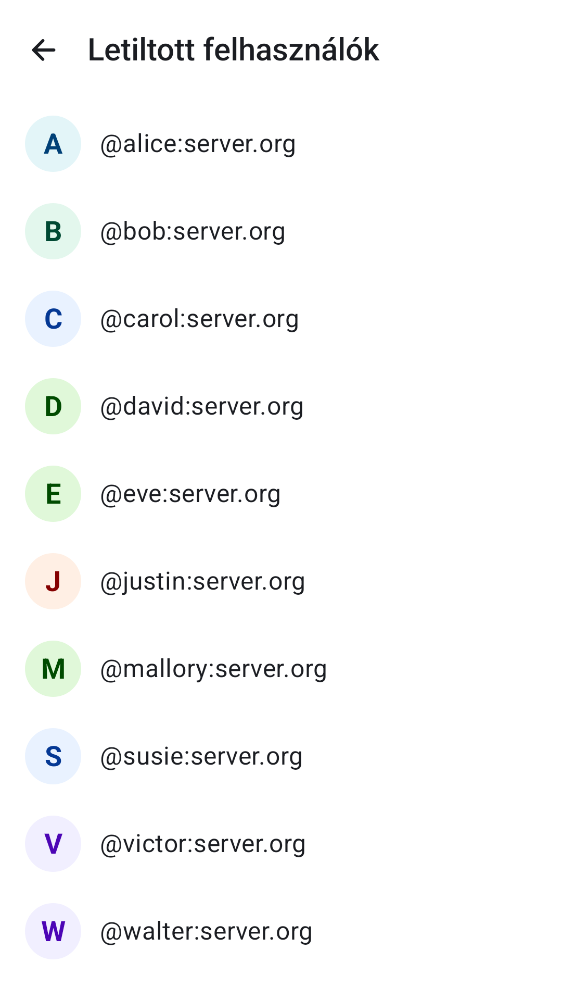 Letiltott felhasználók
A @alice:server.org
B @bob:server.org
C @carol:server.org
D @david:server.org
E @eve:server.org
J @justin:server.org
M @mallory:server.org
S @susie:server.org
V @victor:server.org
W @walter:server.org